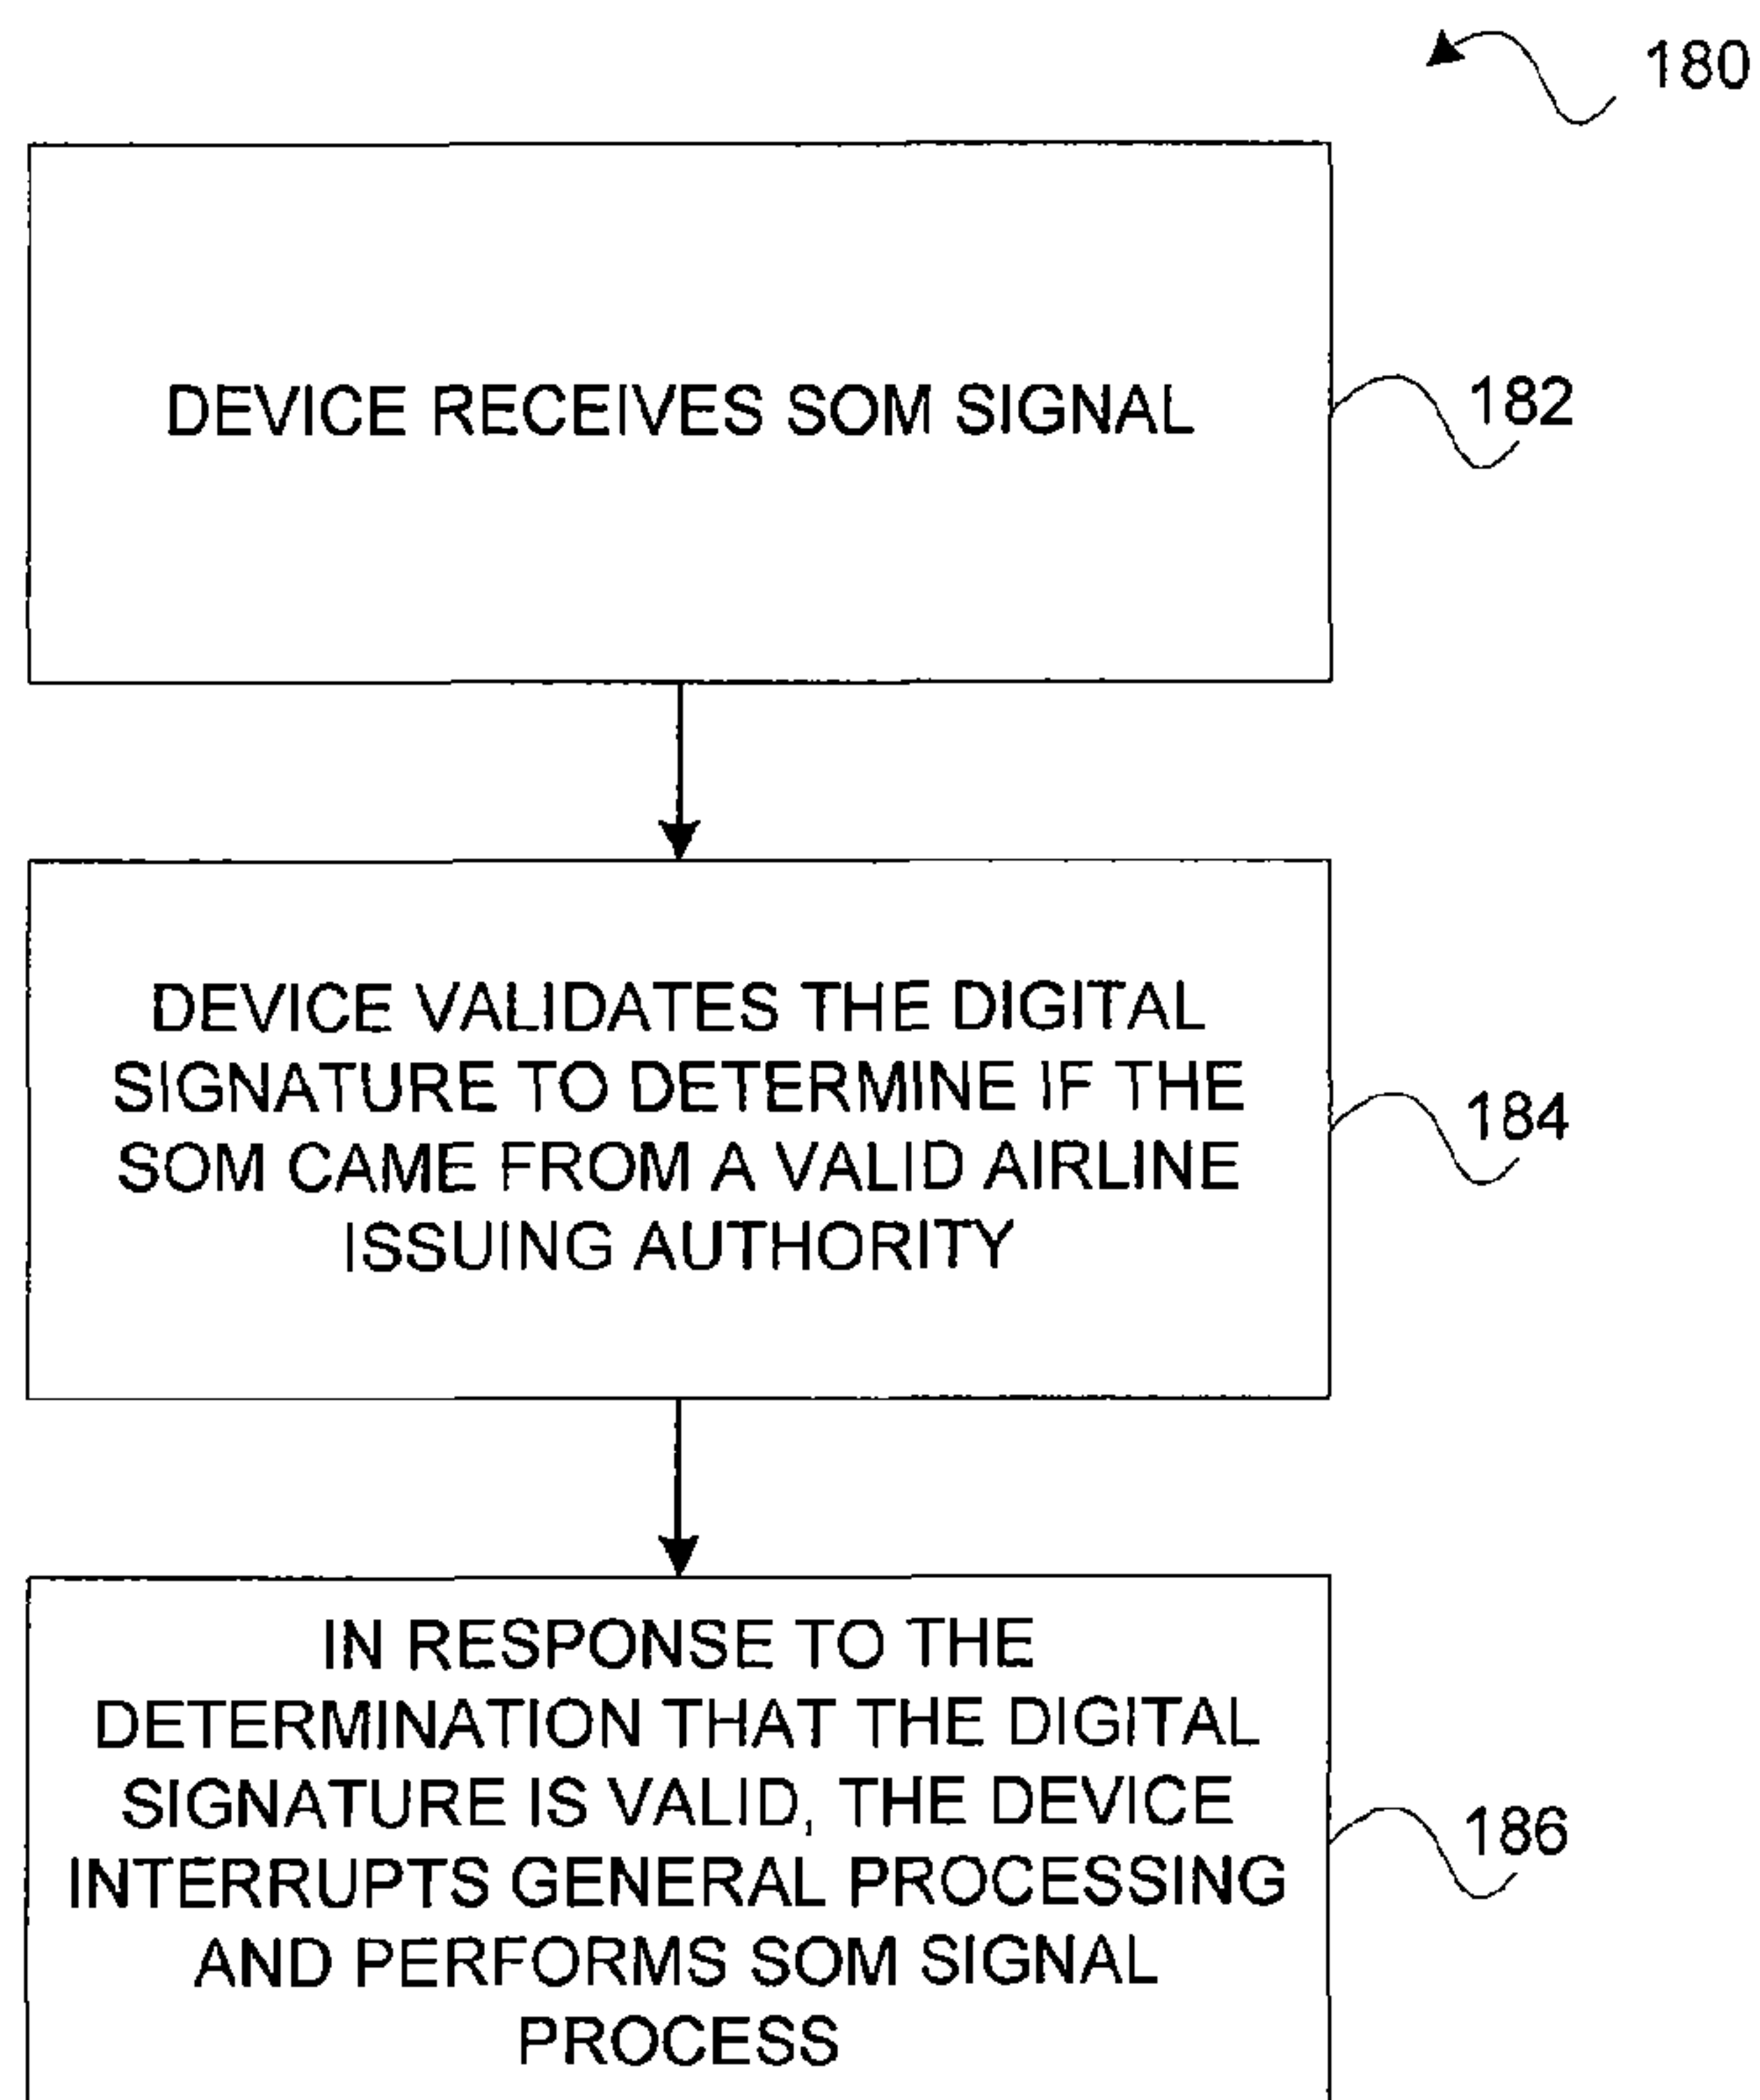 180
DEVICE RECEIVES SOM SIGNAL
182
DEVICE VALIDATES THE DIGITAL
SIGNATURE TO DETERMINE IF THE
SOM CAME FROM A VALID AIRLINE
ISSUING AUTHORITY
184
IN RESPONSE TO THE
DETERMINATION THAT THE DIGITAL
SIGNATURE IS VALID, THE DEVICE
INTERRUPTS GENERAL PROCESSING
AND PERFORMS SOM SIGNAL
PROCESS
186